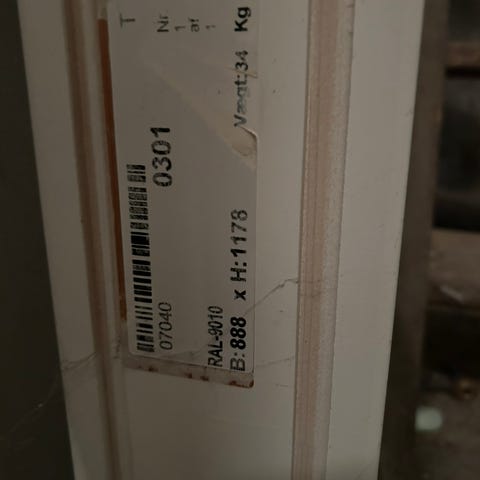 T
Nr
1
af
1
0301
07040
RAL-9010
B:888 x H:1178 Vægt:34 Kg